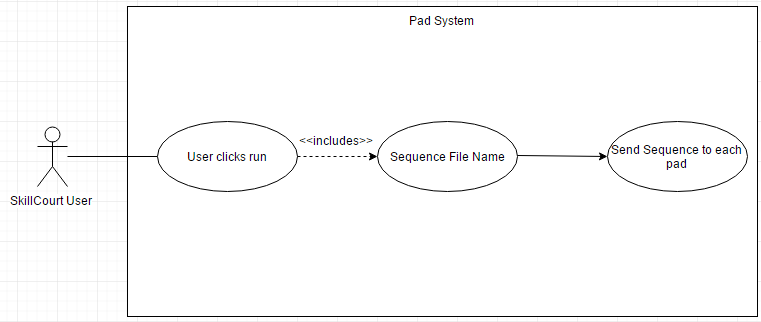 Pad System
<<includes>>
User clicks run
Sequence File Name
Send Sequence to each
pad
SkillCourt User